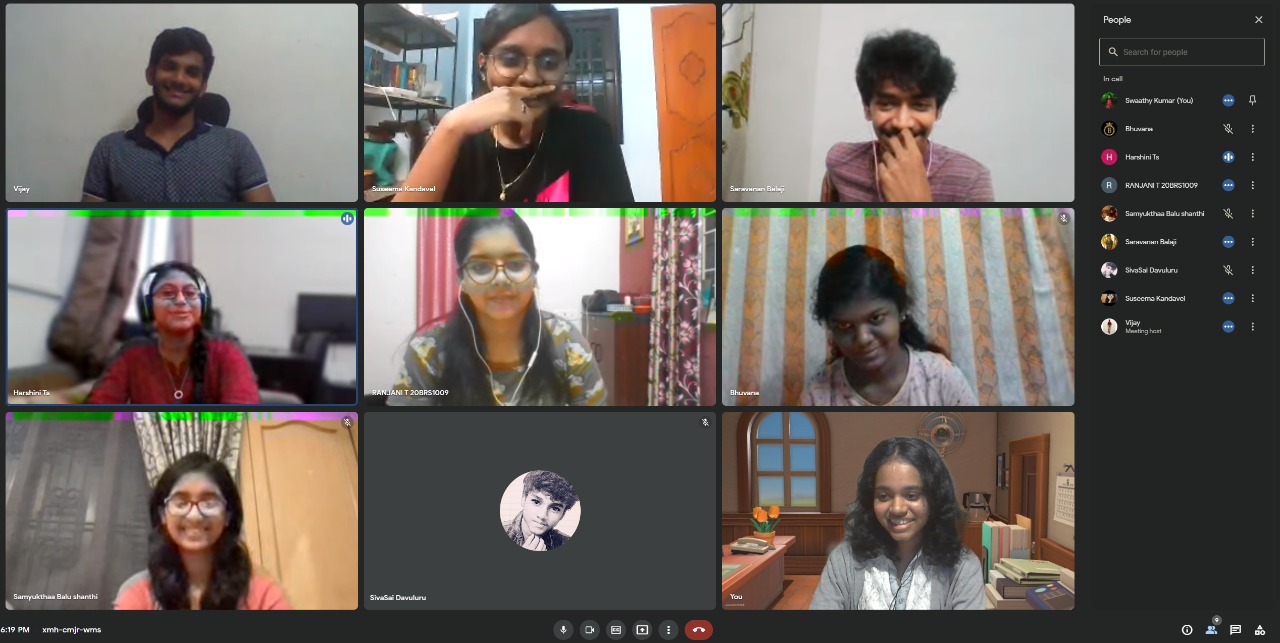 Vijay
Suseema Kandavel
Saravanan Balaji
Harshini Ts
RANJANI T 20BRS1009
Bhuvana
Samyukthaa Balu shanthi
SivaSai Davuluru
You
People
Search for people
In call
Swaathy Kumar (You)
Bhuvana
H
Harshini Ts
R
RANJANI T 20BRS1009
Samyukthaa Balu shanthi
Saravanan Balaji
SivaSai Davuluru
Suseema Kandavel
Vijay
Meeting host
6:19 PM
xmh-cmjr-wms
9